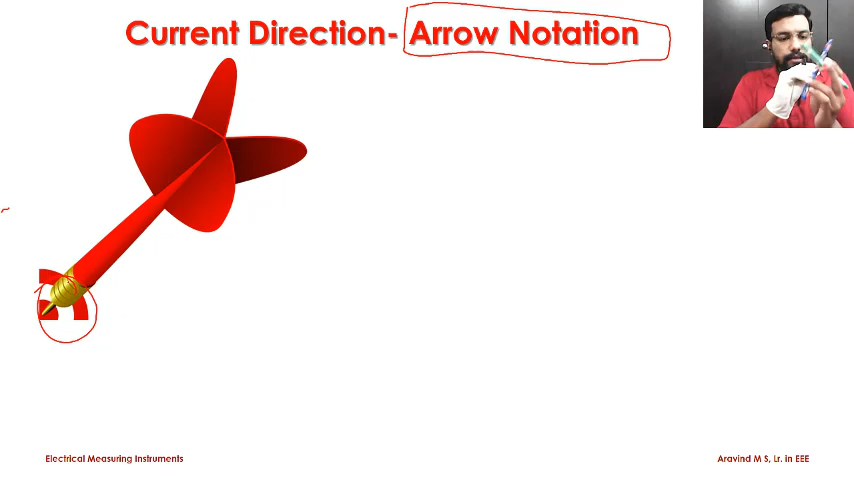 Current Direction- Arrow Notation
Electrical Measuring Instruments
Aravind M S, Lr. in EEE